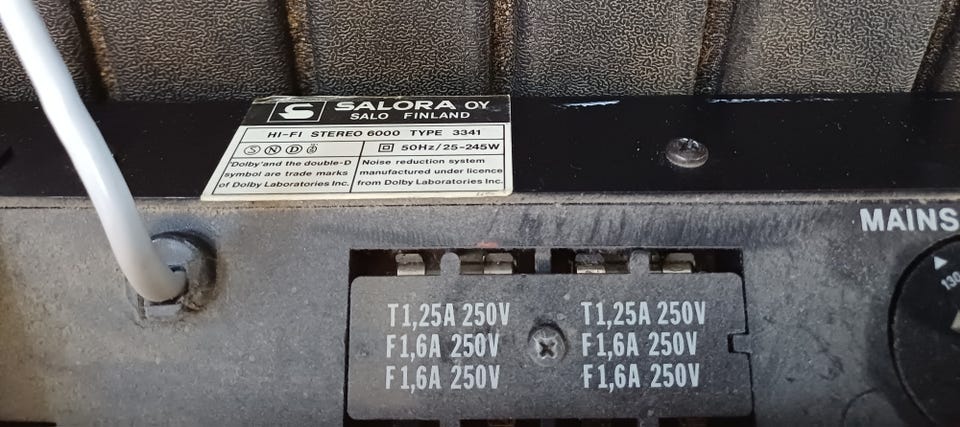 SALORA OY
SALO FINLAND
HI-FI STEREO 6000 TYPE 3341
S N D
50Hz/25-245W
'Dolby' and the double-D
symbol are trade marks
of Dolby Laboratories Inc.
Noise reduction system
manufactured under licence
from Dolby Laboratories Inc.
MAINS
130
T1,25A 250V
F1,6A 250V
F1,6A 250V
T1,25A 250V
F1,6A 250V
F1,6A 250V